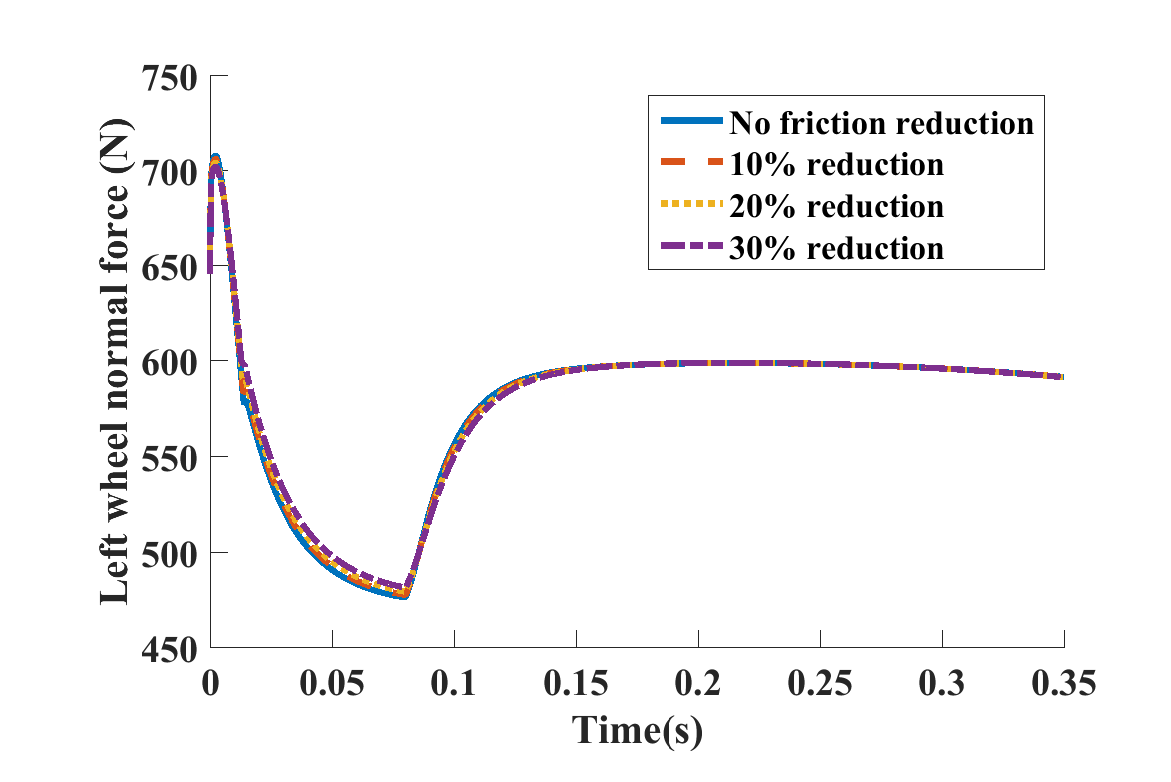 750
700
650
600
550
500
450
Left wheel normal force (N)
No friction reduction
10% reduction
20% reduction
30% reduction
0
0.05
0.1
0.15
0.2
0.25
0.3
0.35
Time(s)